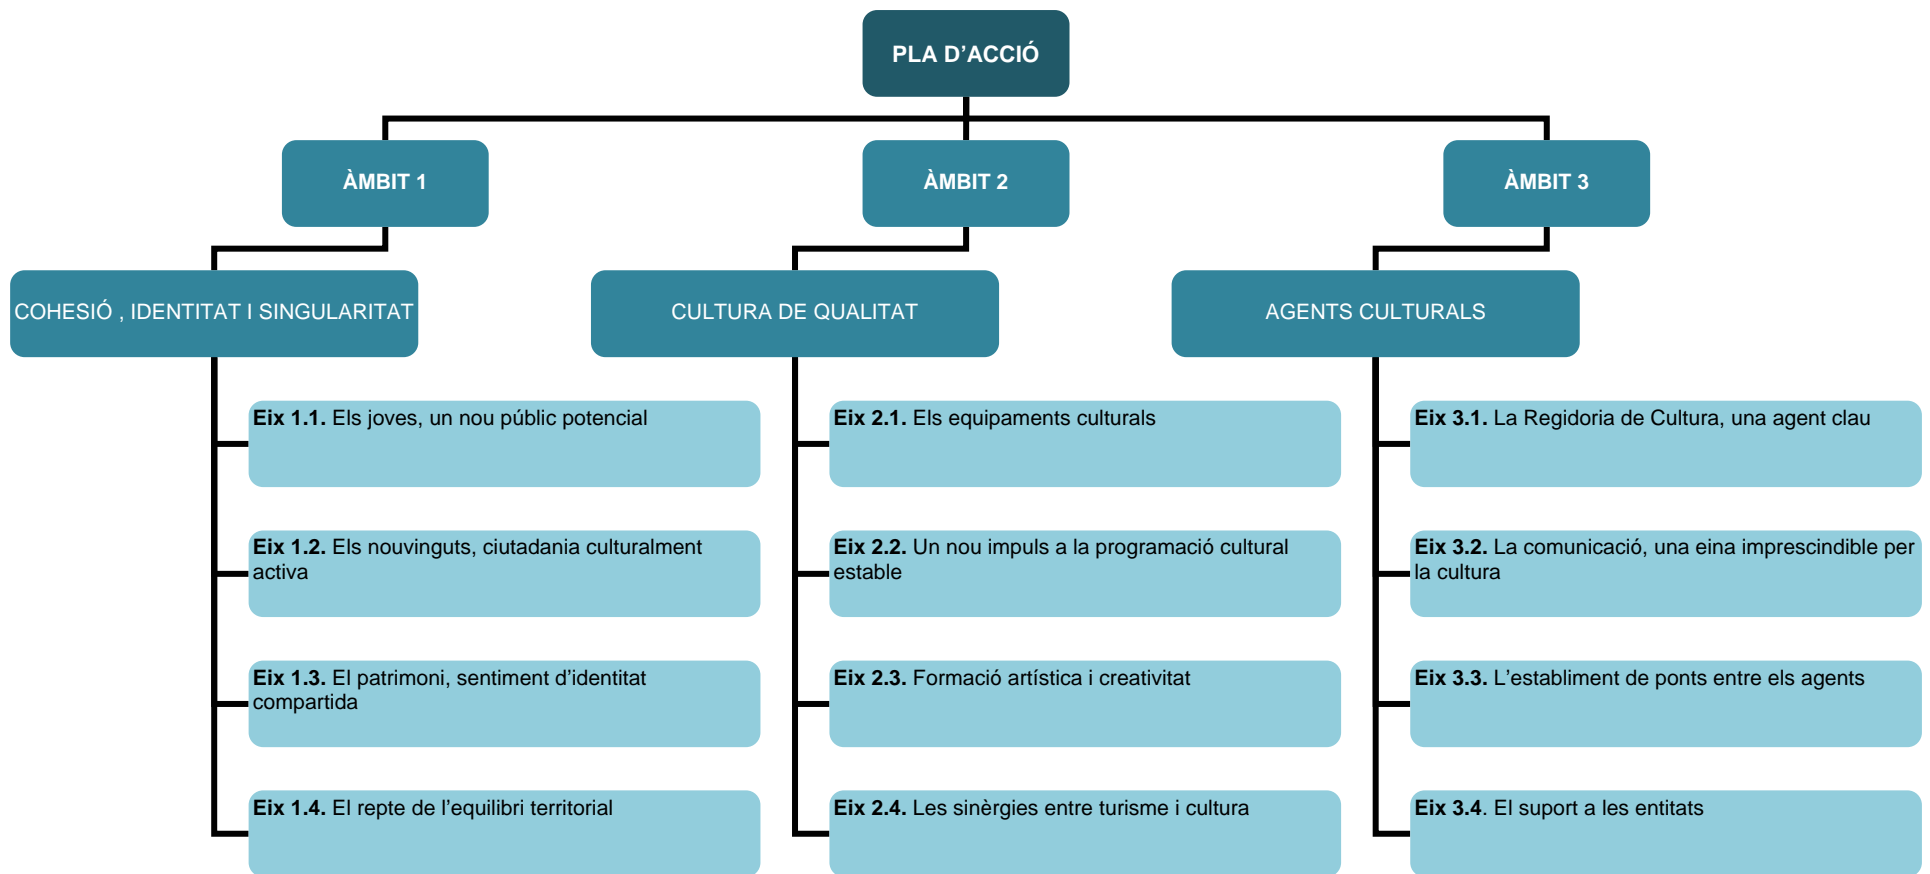 PLA D’ACCIÓ
ÀMBIT 1
ÀMBIT 2
ÀMBIT 3
COHESIÓ , IDENTITAT I SINGULARITAT
CULTURA DE QUALITAT
AGENTS CULTURALS
Eix 1.1. Els joves, un nou públic potencial
Eix 1.2. Els nouvinguts, ciutadania culturalment
activa
Eix 1.3. El patrimoni, sentiment d’identitat
compartida
Eix 1.4. El repte de l’equilibri territorial
Eix 2.1. Els equipaments culturals
Eix 2.2. Un nou impuls a la programació cultural
estable
Eix 2.3. Formació artística i creativitat
Eix 2.4. Les sinèrgies entre turisme i cultura
Eix 3.1. La Regidoria de Cultura, una agent clau
Eix 3.2. La comunicació, una eina imprescindible per
la cultura
Eix 3.3. L’establiment de ponts entre els agents
Eix 3.4. El suport a les entitats